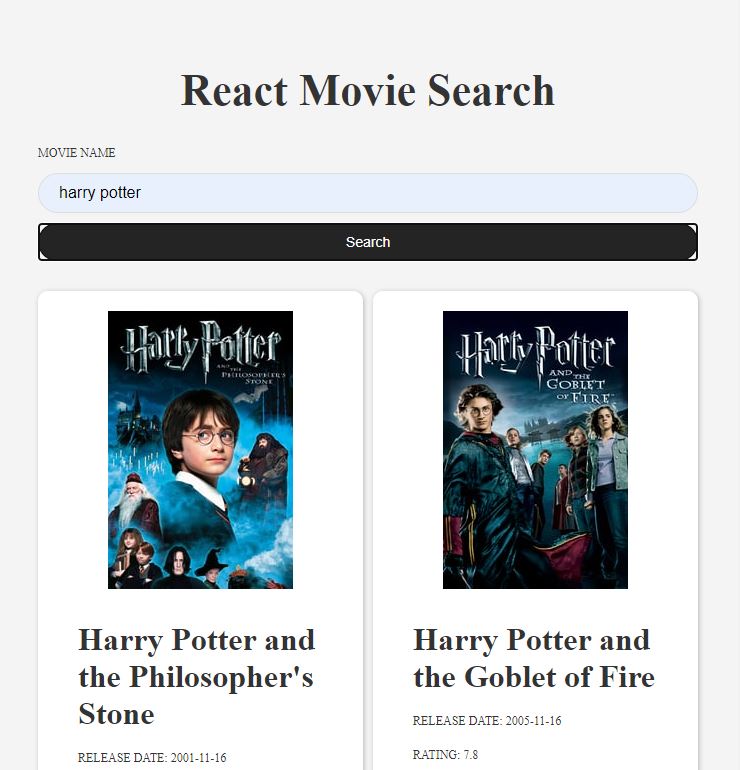 React Movie Search
MOVIE NAME
harry potter
Search
Harry Potter
AND THE
PHILOSOPHER'S
STONE
Harry Potter and
the Philosopher's
Stone
RELEASE DATE: 2001-11-16
Harry Potter
AND THE
GOBLET
OF FIRE
Harry Potter and
the Goblet of Fire
RELEASE DATE: 2005-11-16
RATING: 7.8